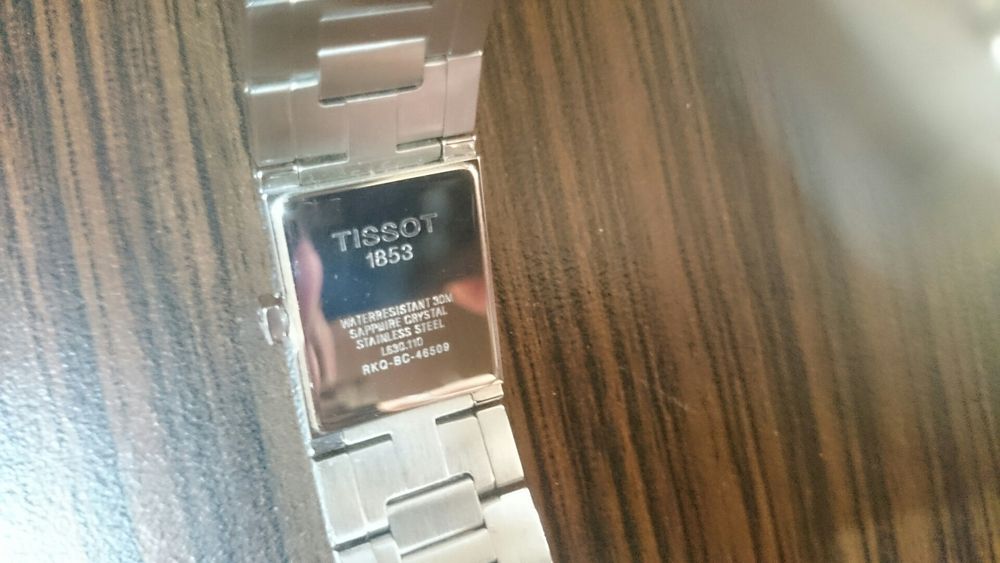 TISSOT
1853
WATERRESISTANT 30M
SAPPHIRE CRYSTAL
STAINLESS STEEL
L630.110
RKQ-BC-46509